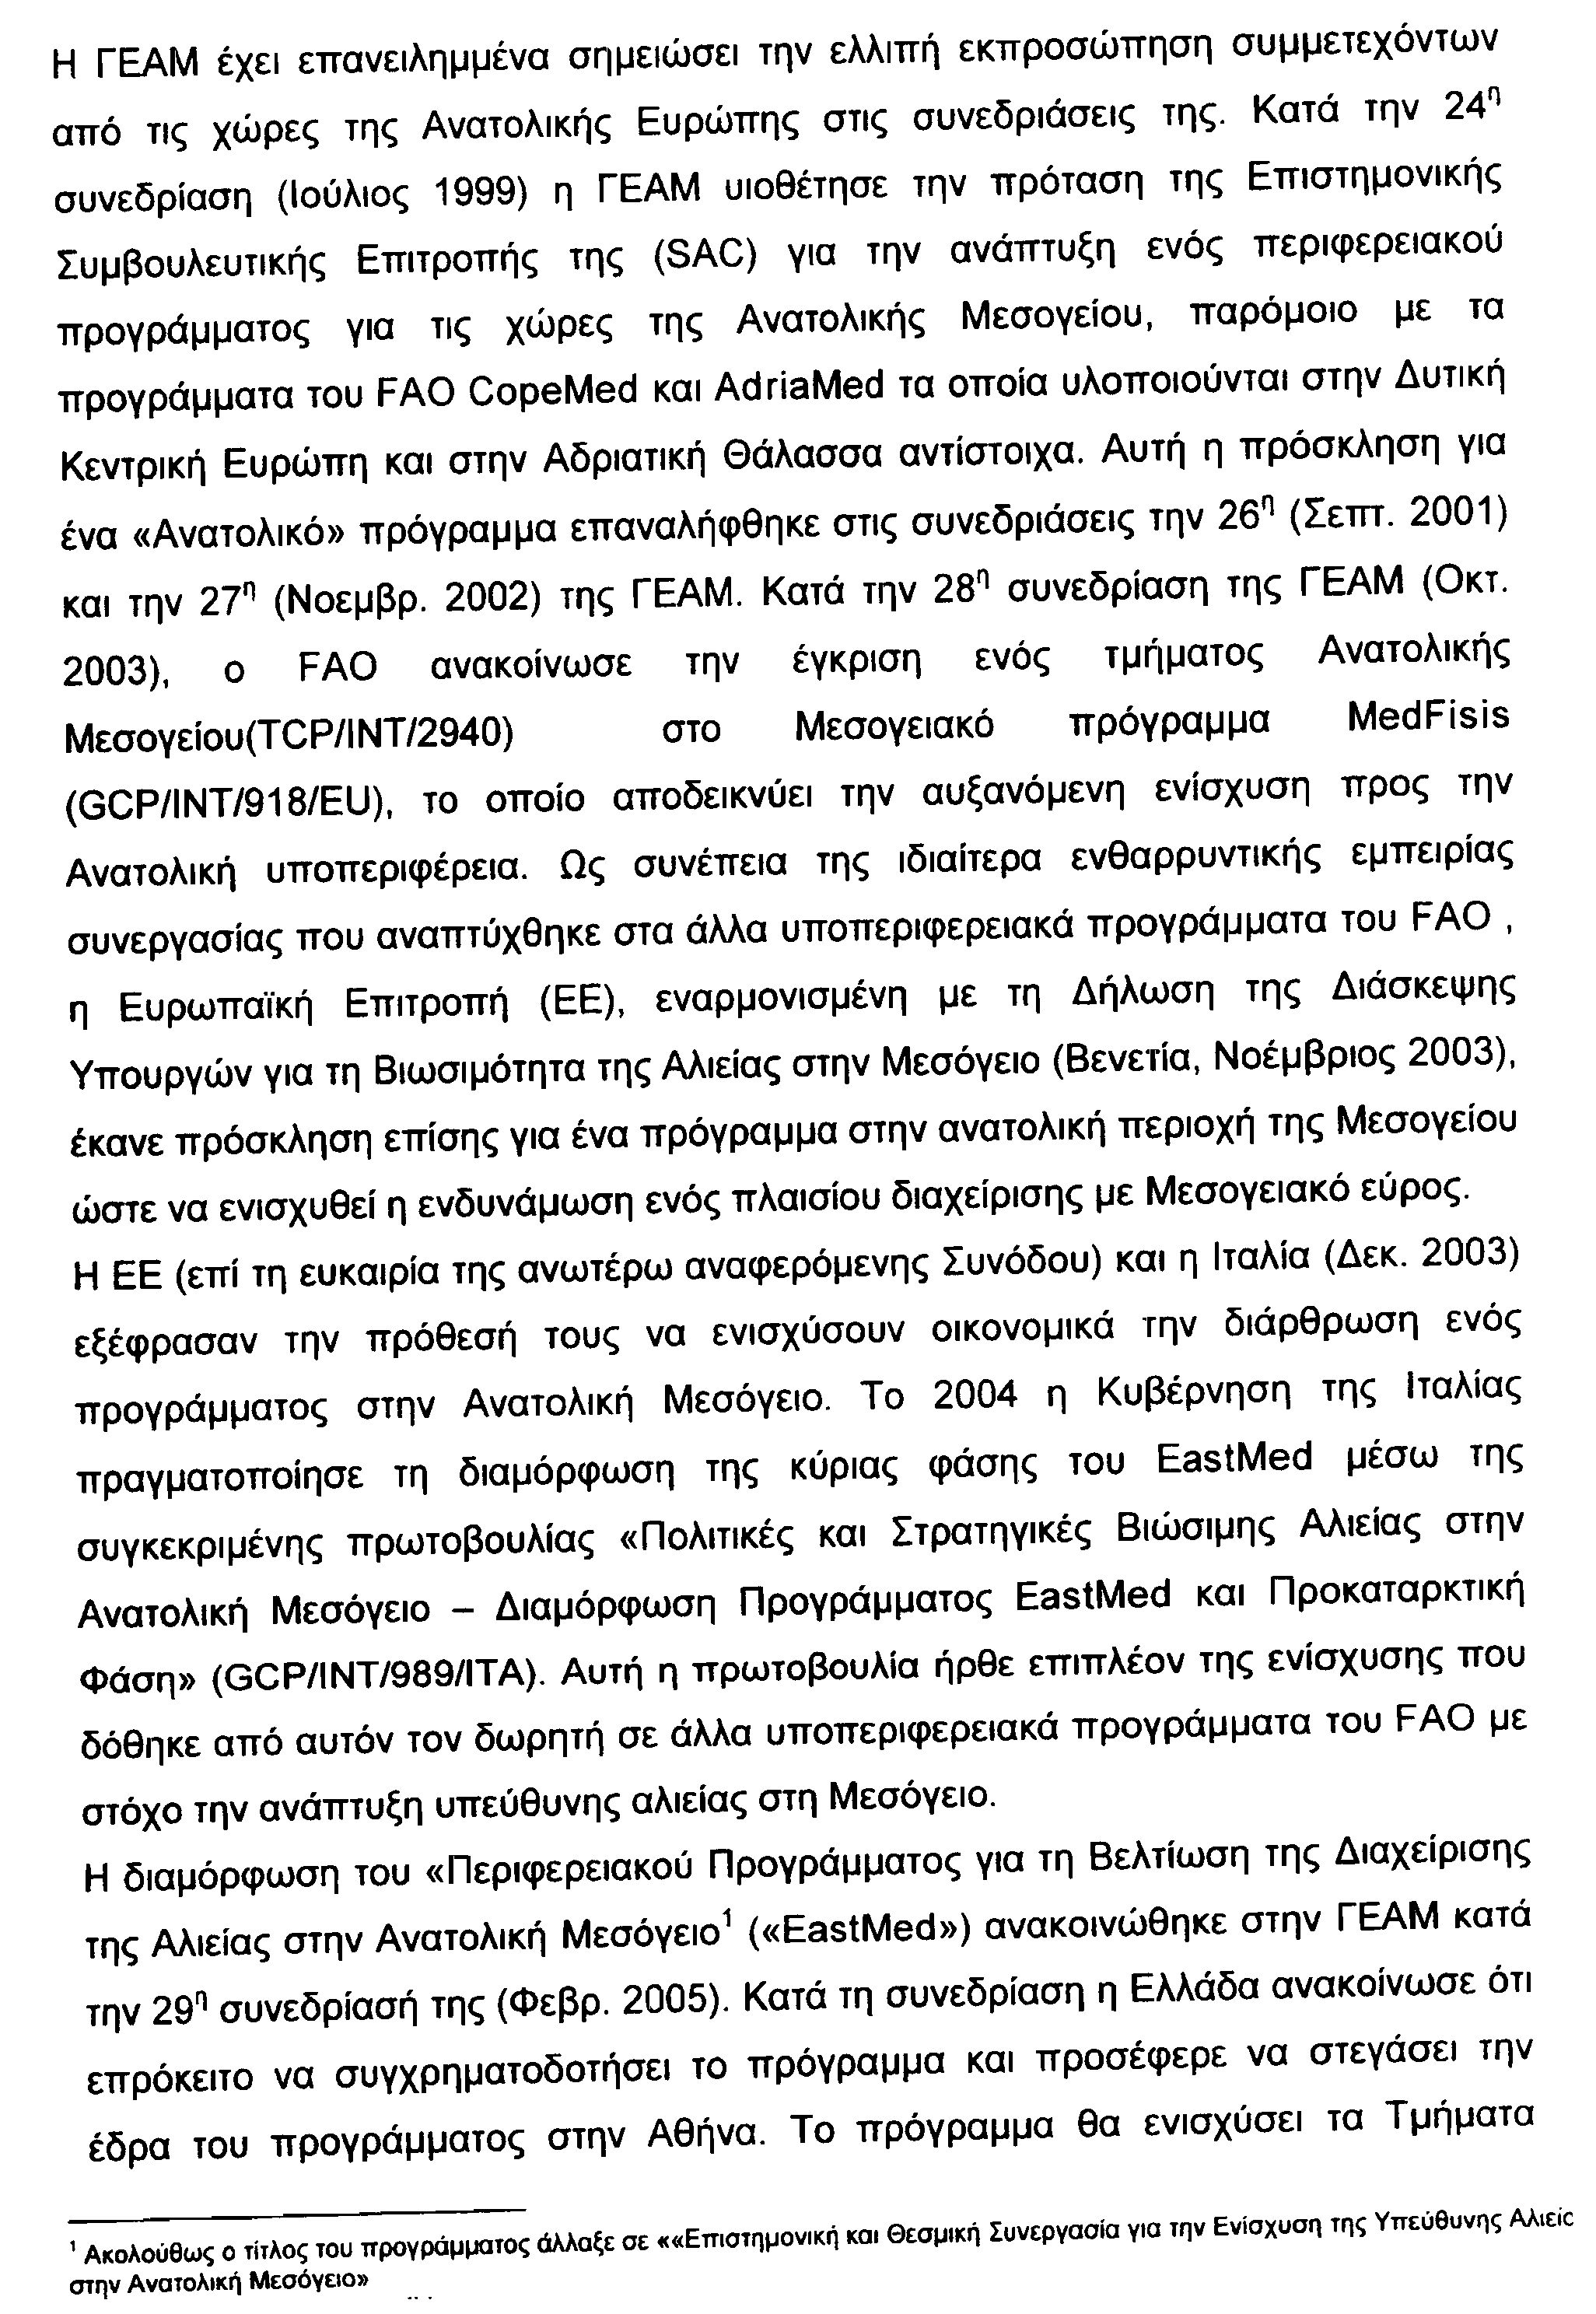 Η ΓΕΑΜ έχει επανειλημμένα σημειώσει την ελλιπή εκπροσώπηση συμμετεχόντων
από τις χώρες της Ανατολικής Ευρώπης στις συνεδριάσεις της. Κατά την 24η
συνεδρίαση (Ιούλιος 1999) η ΓΕΑΜ υιοθέτησε την πρόταση της Επιστημονικής
Συμβουλευτικής Επιτροπής της (SAC) για την ανάπτυξη ενός περιφερειακού
προγράμματος για τις χώρες της Ανατολικής Μεσογείου, παρόμοιο με τα
προγράμματα του FAO CopeMed και AdriaMed τα οποία υλοποιούνται στην Δυτική
Κεντρική Ευρώπη και στην Αδριατική Θάλασσα αντίστοιχα. Αυτή η πρόσκληση για
ένα «Ανατολικό» πρόγραμμα επαναλήφθηκε στις συνεδριάσεις την 26η (Σεπτ. 2001)
και την 27η (Νοεμβρ. 2002) της ΓΕΑΜ. Κατά την 28η συνεδρίαση της ΓΕΑΜ (Οκτ.
2003), ο FAO ανακοίνωσε την έγκριση ενός τμήματος Ανατολικής
Μεσογείου(TCP/INT/2940) στο Μεσογειακό πρόγραμμα MedFisis
(GCP/INT/918/EU), το οποίο αποδεικνύει την αυξανόμενη ενίσχυση προς την
Ανατολική υποπεριφέρεια. Ως συνέπεια της ιδιαίτερα ενθαρρυντικής εμπειρίας
συνεργασίας που αναπτύχθηκε στα άλλα υποπεριφερειακά προγράμματα του FAO ,
η Ευρωπαϊκή Επιτροπή (ΕΕ), εναρμονισμένη με τη Δήλωση της Διάσκεψης
Υπουργών για τη Βιωσιμότητα της Αλιείας στην Μεσόγειο (Βενετία, Νοέμβριος 2003),
έκανε πρόσκληση επίσης για ένα πρόγραμμα στην ανατολική περιοχή της Μεσογείου
ώστε να ενισχυθεί η ενδυνάμωση ενός πλαισίου διαχείρισης με Μεσογειακό εύρος.
Η ΕΕ (επί τη ευκαιρία της ανωτέρω αναφερόμενης Συνόδου) και η Ιταλία (Δεκ. 2003)
εξέφρασαν την πρόθεσή τους να ενισχύσουν οικονομικά την διάρθρωση ενός
προγράμματος στην Ανατολική Μεσόγειο. Το 2004 η Κυβέρνηση της Ιταλίας
πραγματοποίησε τη διαμόρφωση της κύριας φάσης του EastMed μέσω της
συγκεκριμένης πρωτοβουλίας «Πολιτικές και Στρατηγικές Βιώσιμης Αλιείας στην
Ανατολική Μεσόγειο – Διαμόρφωση Προγράμματος EastMed και Προκαταρκτική
Φάση» (GCP/INT/989/ITA). Αυτή η πρωτοβουλία ήρθε επιπλέον της ενίσχυσης που
δόθηκε από αυτόν τον δωρητή σε άλλα υποπεριφερειακά προγράμματα του FAO με
στόχο την ανάπτυξη υπεύθυνης αλιείας στη Μεσόγειο.
Η διαμόρφωση του «Περιφερειακού Προγράμματος για τη Βελτίωση της Διαχείρισης
της Αλιείας στην Ανατολική Μεσόγειο¹ («EastMed») ανακοινώθηκε στην ΓΕΑΜ κατά
την 29η συνεδρίασή της (Φεβρ. 2005). Κατά τη συνεδρίαση η Ελλάδα ανακοίνωσε ότι
επρόκειτο να συγχρηματοδοτήσει το πρόγραμμα και προσέφερε να στεγάσει την
έδρα του προγράμματος στην Αθήνα. Το πρόγραμμα θα ενισχύσει τα Τμήματα
¹ Ακολούθως ο τίτλος του προγράμματος άλλαξε σε ««Επιστημονική και Θεσμική Συνεργασία για την Ενίσχυση της Υπεύθυνης
στην Ανατολική Μεσόγειο»